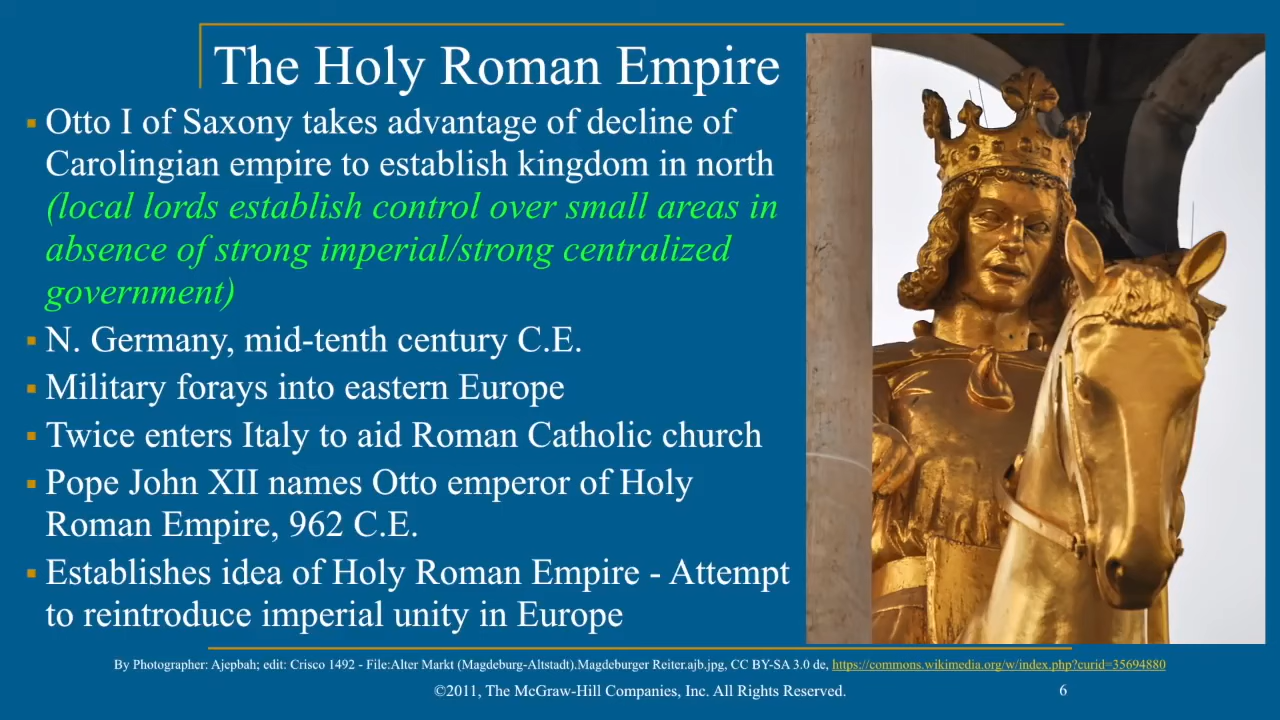 The Holy Roman Empire
Otto I of Saxony takes advantage of decline of
Carolingian empire to establish kingdom in north
(local lords establish control over small areas in
absence of strong imperial/strong centralized
government)
N. Germany, mid-tenth century C.E.
Military forays into eastern Europe
Twice enters Italy to aid Roman Catholic church
Pope John XII names Otto emperor of Holy
Roman Empire, 962 C.E.
Establishes idea of Holy Roman Empire - Attempt
to reintroduce imperial unity in Europe
By Photographer: Ajepbah; edit: Crisco 1492 - File:Alter Markt (Magdeburg-Altstadt).Magdeburger Reiter.ajb.jpg, CC BY-SA 3.0 de, https://commons.wikimedia.org/w/index.php?curid=35694880
©2011, The McGraw-Hill Companies, Inc. All Rights Reserved.
6